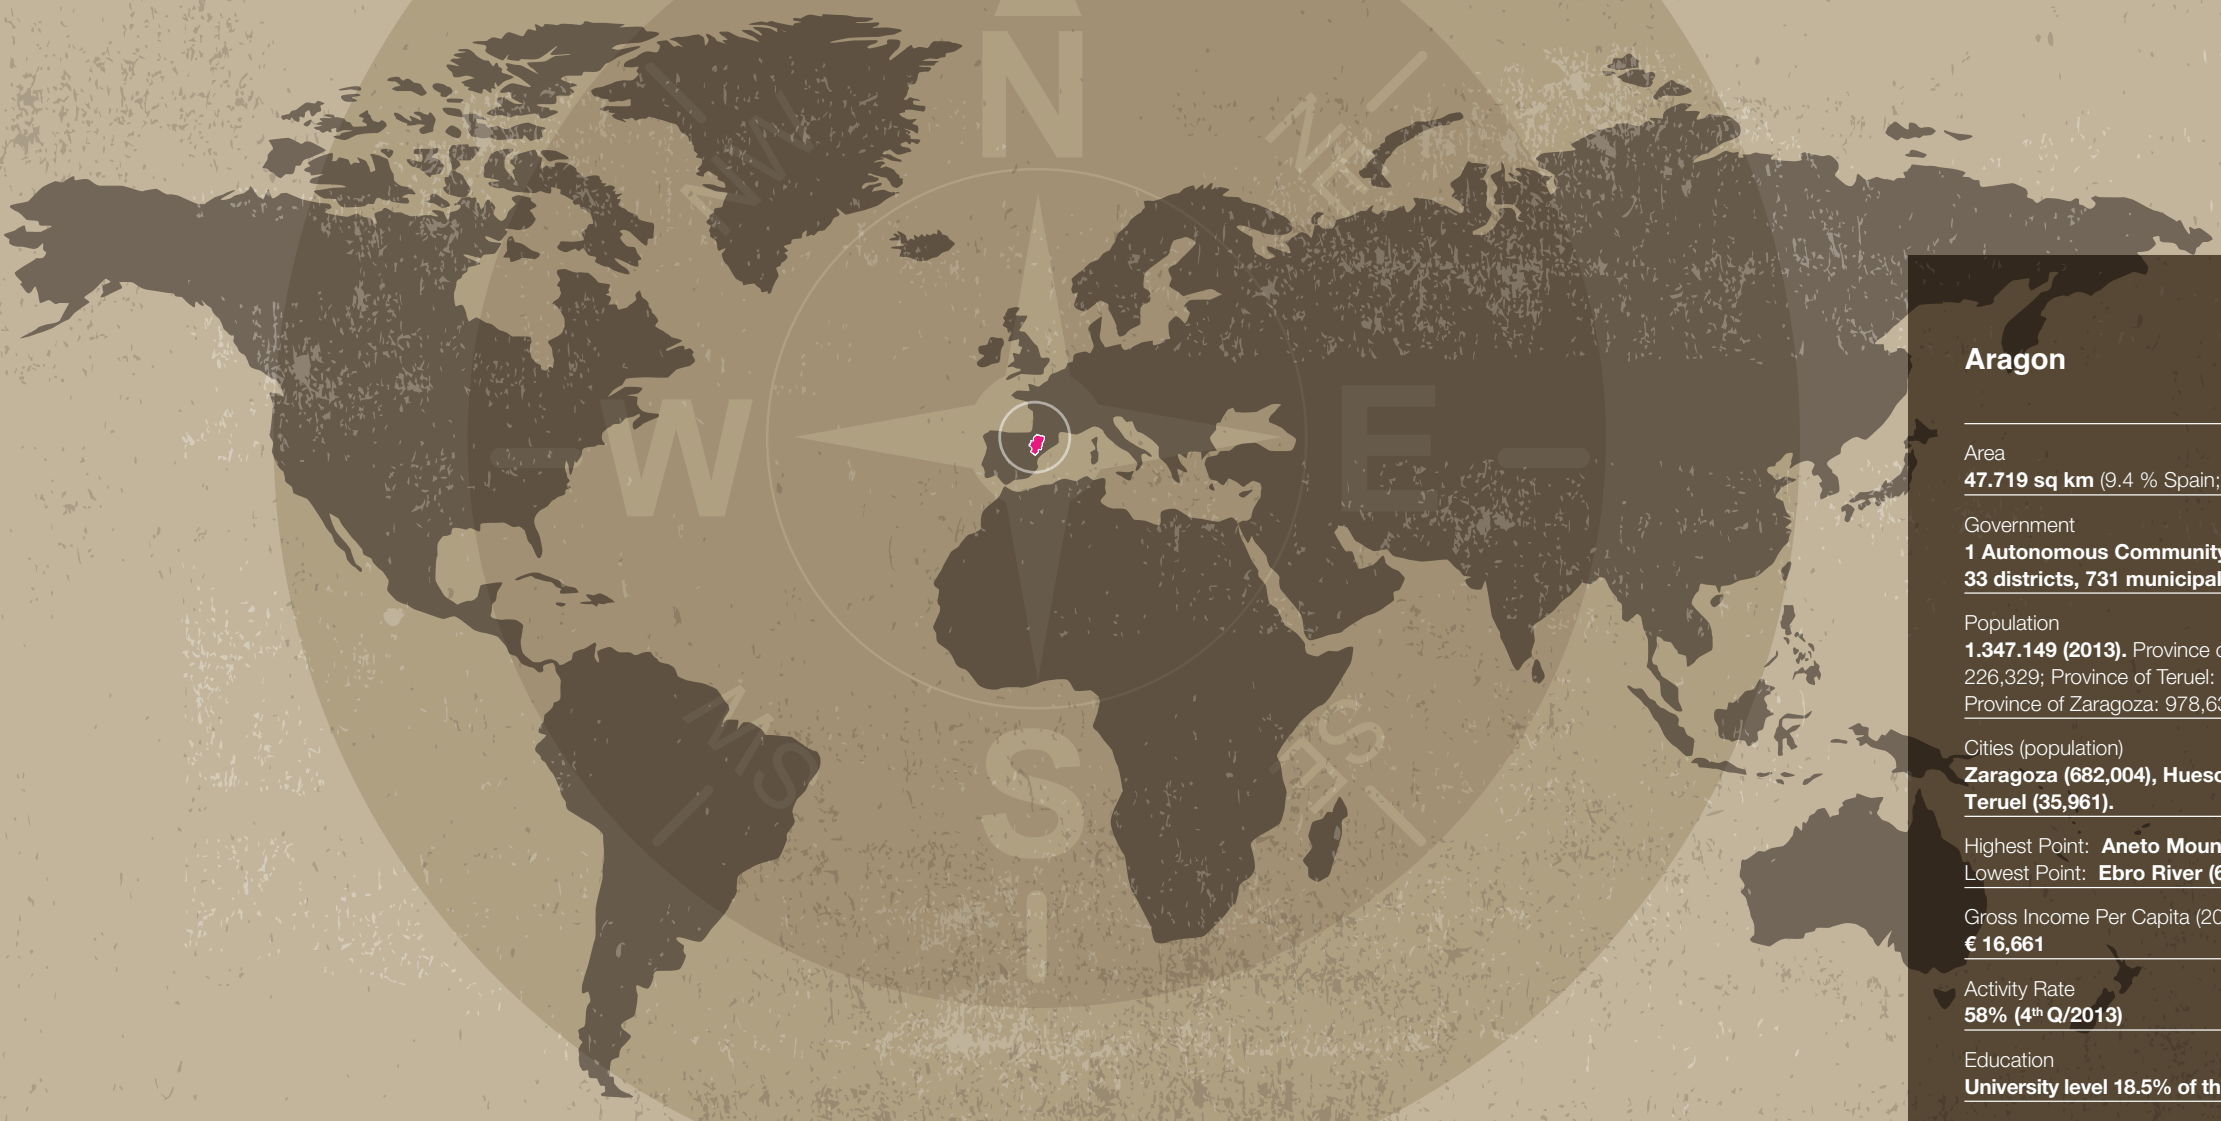 N
NE
NW
W
E
SW
SE
S
Aragon
Area
47.719 sq km (9.4 % Spain;
Government
1 Autonomous Community
33 districts, 731 municipal
Population
1.347.149 (2013). Province
226,329; Province of Teruel:
Province of Zaragoza: 978,63
Cities (population)
Zaragoza (682,004), Huesc
Teruel (35,961).
Highest Point: Aneto Moun
Lowest Point: Ebro River (6
Gross Income Per Capita (20
€ 16,661
Activity Rate
58% (4th Q/2013)
Education
University level 18.5% of th